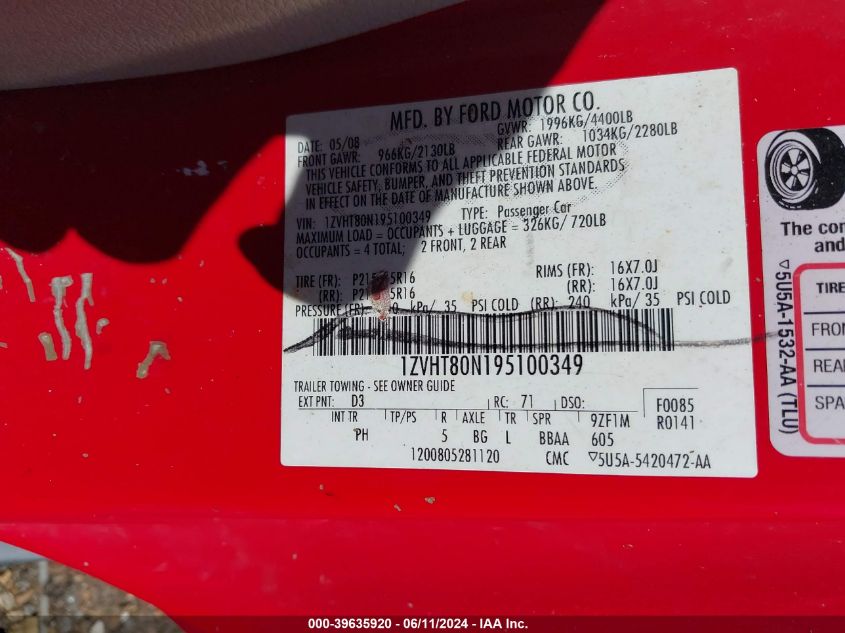 MFD. BY FORD MOTOR CO.
DATE: 05/08 GVWR: 1996KG/4400LB
FRONT GAWR: 966KG/2130LB REAR GAWR: 1034KG/2280LB
THIS VEHICLE CONFORMS TO ALL APPLICABLE FEDERAL MOTOR
VEHICLE SAFETY, BUMPER, AND THEFT PREVENTION STANDARDS
IN EFFECT ON THE DATE OF MANUFACTURE SHOWN ABOVE.
VIN: 1ZVHT80N195100349 TYPE: Passenger Car
MAXIMUM LOAD = OCCUPANTS + LUGGAGE = 326KG/ 720LB
OCCUPANTS = 4 TOTAL; 2 FRONT, 2 REAR
TIRE (FR): RIMS (FR): 16X7.0J
(RR): (RR): 16X7.0J
PRESSURE (FR): kPa/ 35 PSI COLD (RR): 240 kPa/ 35 PSI COLD
1ZVHT80N195100349
TRAILER TOWING - SEE OWNER GUIDE
EXT PNT: D3 RC: 71 DSO: F0085
INT TR TP/PS R AXLE TR SPR 9ZF1M R0141
PH 5 BG L BBAA 605
1200805281120 CMC ▽5U5A-5420472-AA
The
and
TIRE
FRON
REA
SPA
▽5U5A-1532-AA (TLU)
000-39635920 - 06/11/2024 - IAA Inc.